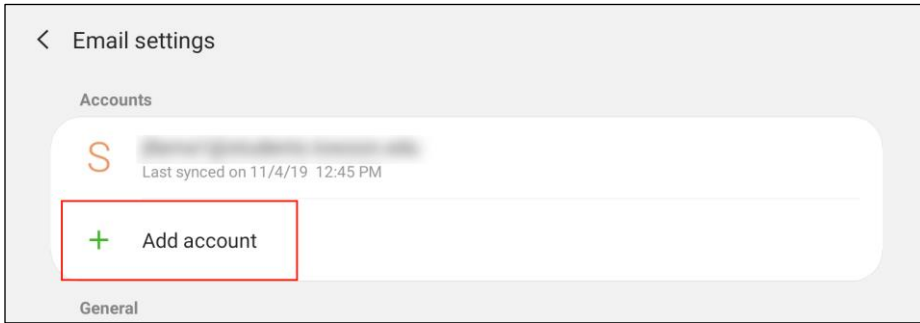 Email settings
Accounts
S
Last synced on 11/4/19 12:45 PM
+ Add account
General